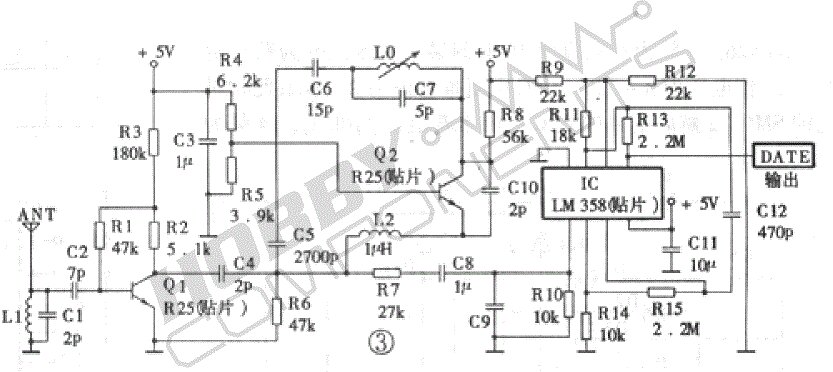 + 5V
R4
6.2k
L0
+ 5V
R9
22k
R12
22k
C6
15p
C7
5p
R3
180k
C3
1μ
R8
56k
R11
18k
R13
2.2M
Q2
R25(贴片)
DATE
输出
R5
3.9k
C10
2p
IC
LM 358(贴片)
+ 5V
ANT
R1
47k
R2
5.1k
L2
1μH
C5
2700p
C11
10μ
C12
470p
C2
7p
C4
2p
C8
1μ
Q1
R25(贴片)
R6
47k
R7
27k
C9
R10
10k
R14
10k
R15
2.2M
L1
C1
2p
③
HOBBY
COMPONENTS